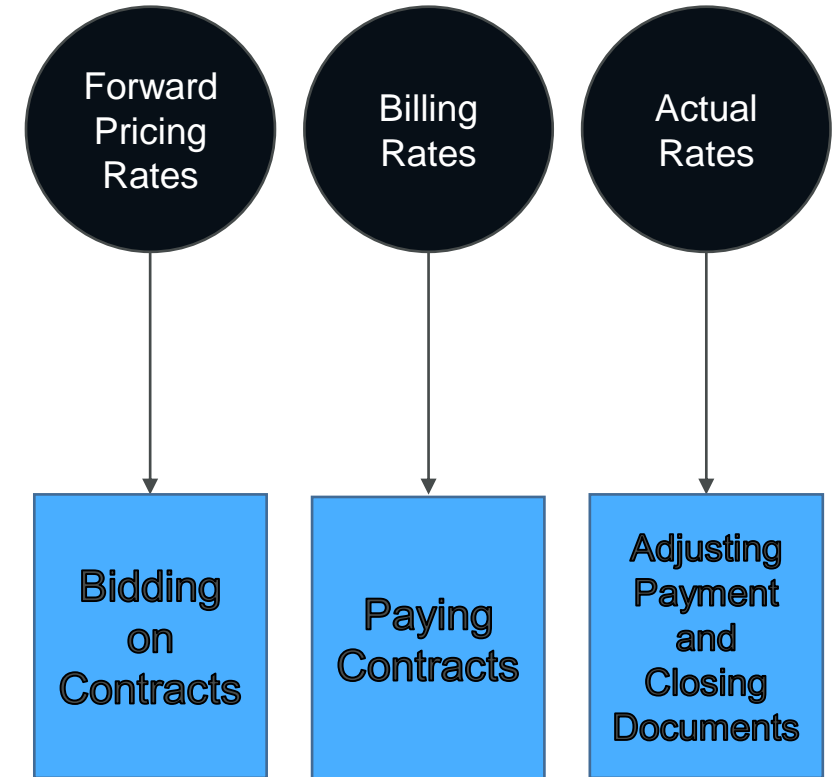 Forward
Pricing
Rates
Billing
Rates
Actual
Rates
Bidding
on
Contracts
Paying
Contracts
Adjusting
Payment
and
Closing
Documents